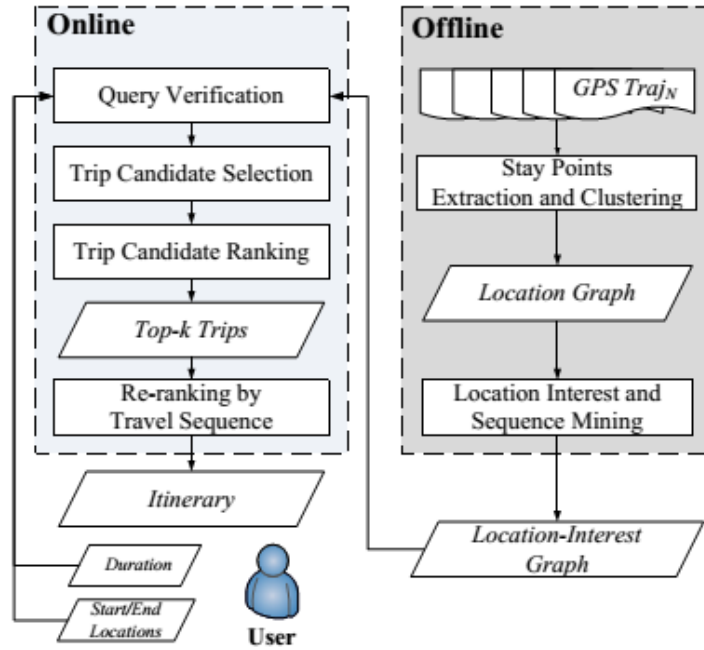 Online
Query Verification
Trip Candidate Selection
Trip Candidate Ranking
Top-k Trips
Re-ranking by
Travel Sequence
Itinerary
Duration
Start/End
Locations
User
Offline
GPS Traj_N
Stay Points
Extraction and Clustering
Location Graph
Location Interest and
Sequence Mining
Location-Interest
Graph